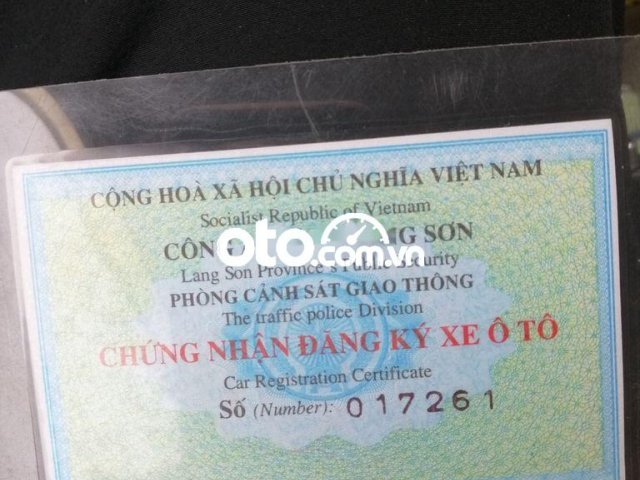 CỘNG HOÀ XÃ HỘI CHỦ NGHĨA VIỆT NAM
Socialist Republic of Vietnam
CÔNG NG SƠN
oto.com.vn
Lang Son Province's Public Security
PHÒNG CẢNH SÁT GIAO THÔNG
The traffic police Division
CHỨNG NHẬN ĐĂNG KÝ XE Ô TÔ
Car Registration Certificate
Số (Number): 017261